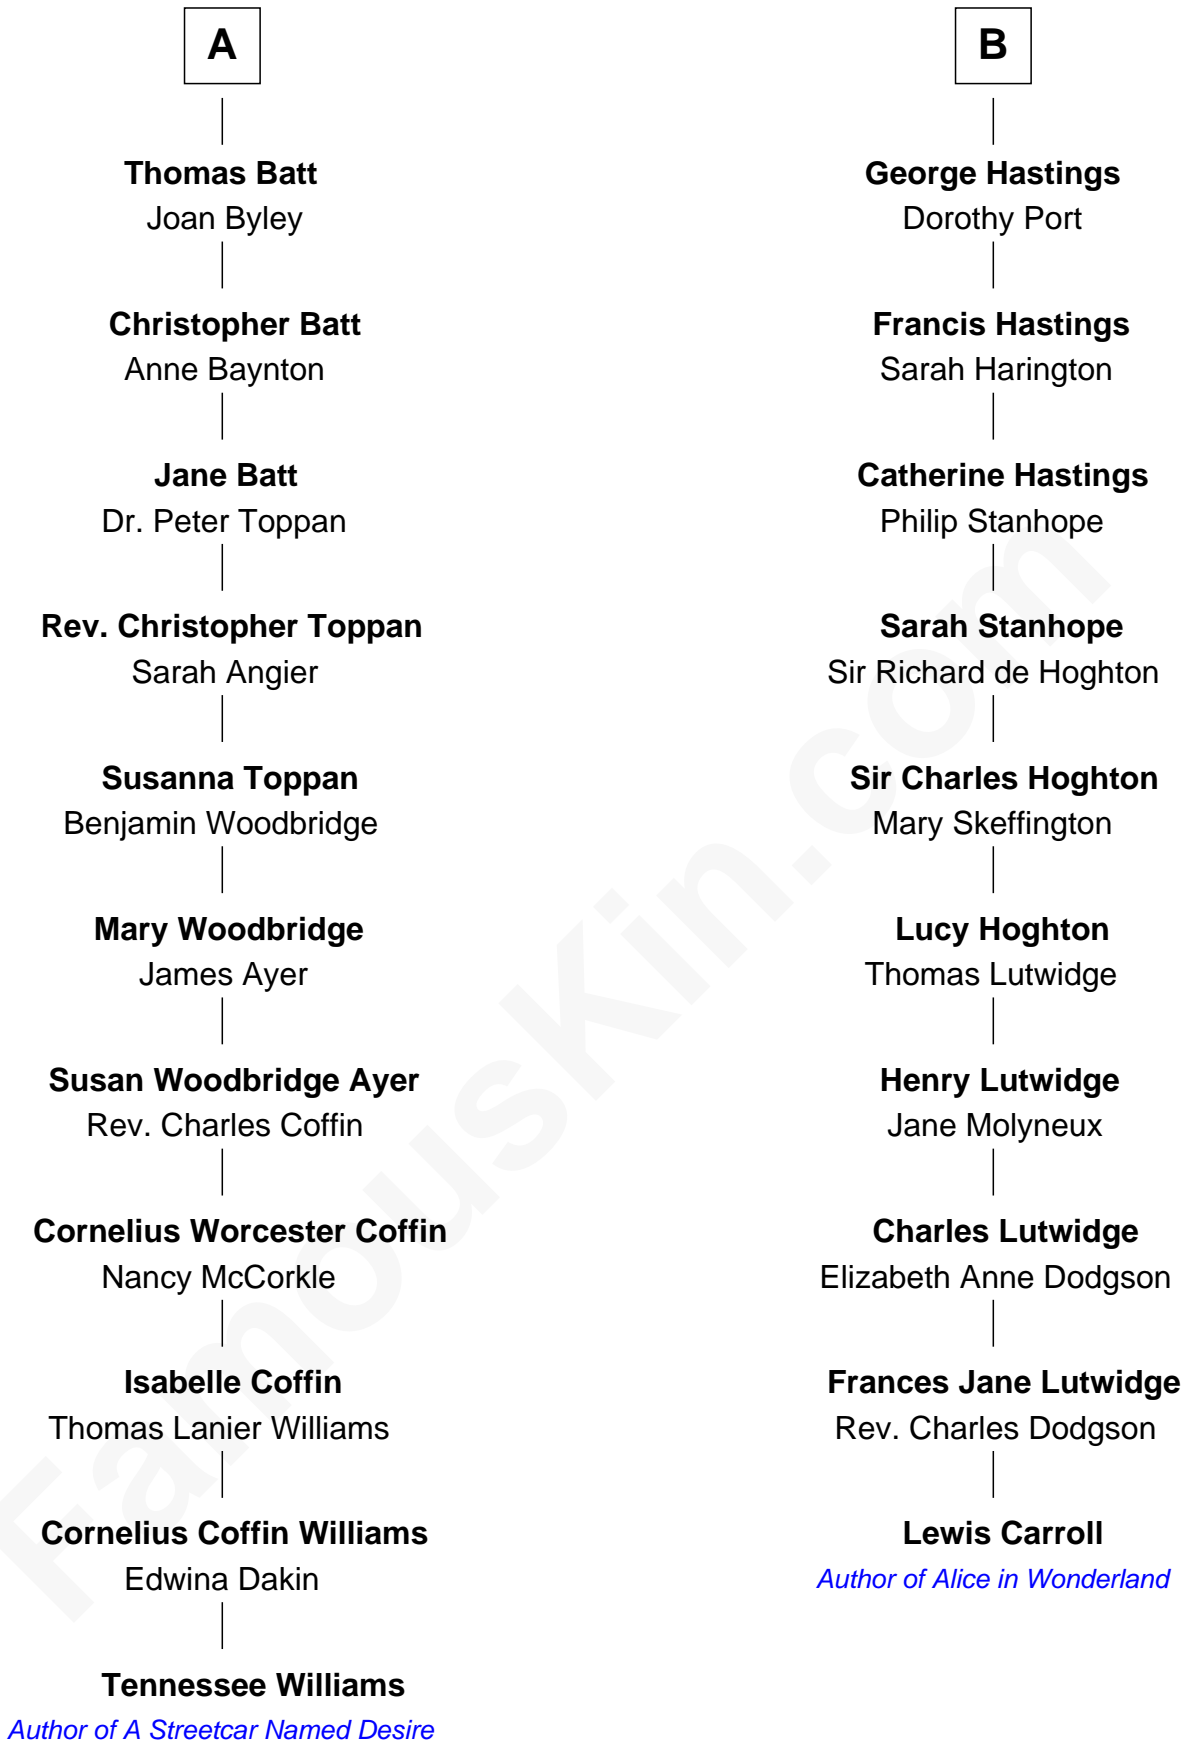 A
Thomas Batt
Joan Byley
Christopher Batt
Anne Baynton
Jane Batt
Dr. Peter Toppan
Rev. Christopher Toppan
Sarah Angier
Susanna Toppan
Benjamin Woodbridge
Mary Woodbridge
James Ayer
Susan Woodbridge Ayer
Rev. Charles Coffin
Cornelius Worcester Coffin
Nancy McCorkle
Isabelle Coffin
Thomas Lanier Williams
Cornelius Coffin Williams
Edwina Dakin
Tennessee Williams
Author of A Streetcar Named Desire
B
George Hastings
Dorothy Port
Francis Hastings
Sarah Harington
Catherine Hastings
Philip Stanhope
Sarah Stanhope
Sir Richard de Hoghton
Sir Charles Hoghton
Mary Skeffington
Lucy Hoghton
Thomas Lutwidge
Henry Lutwidge
Jane Molyneux
Charles Lutwidge
Elizabeth Anne Dodgson
Frances Jane Lutwidge
Rev. Charles Dodgson
Lewis Carroll
Author of Alice in Wonderland
FamousKin.com